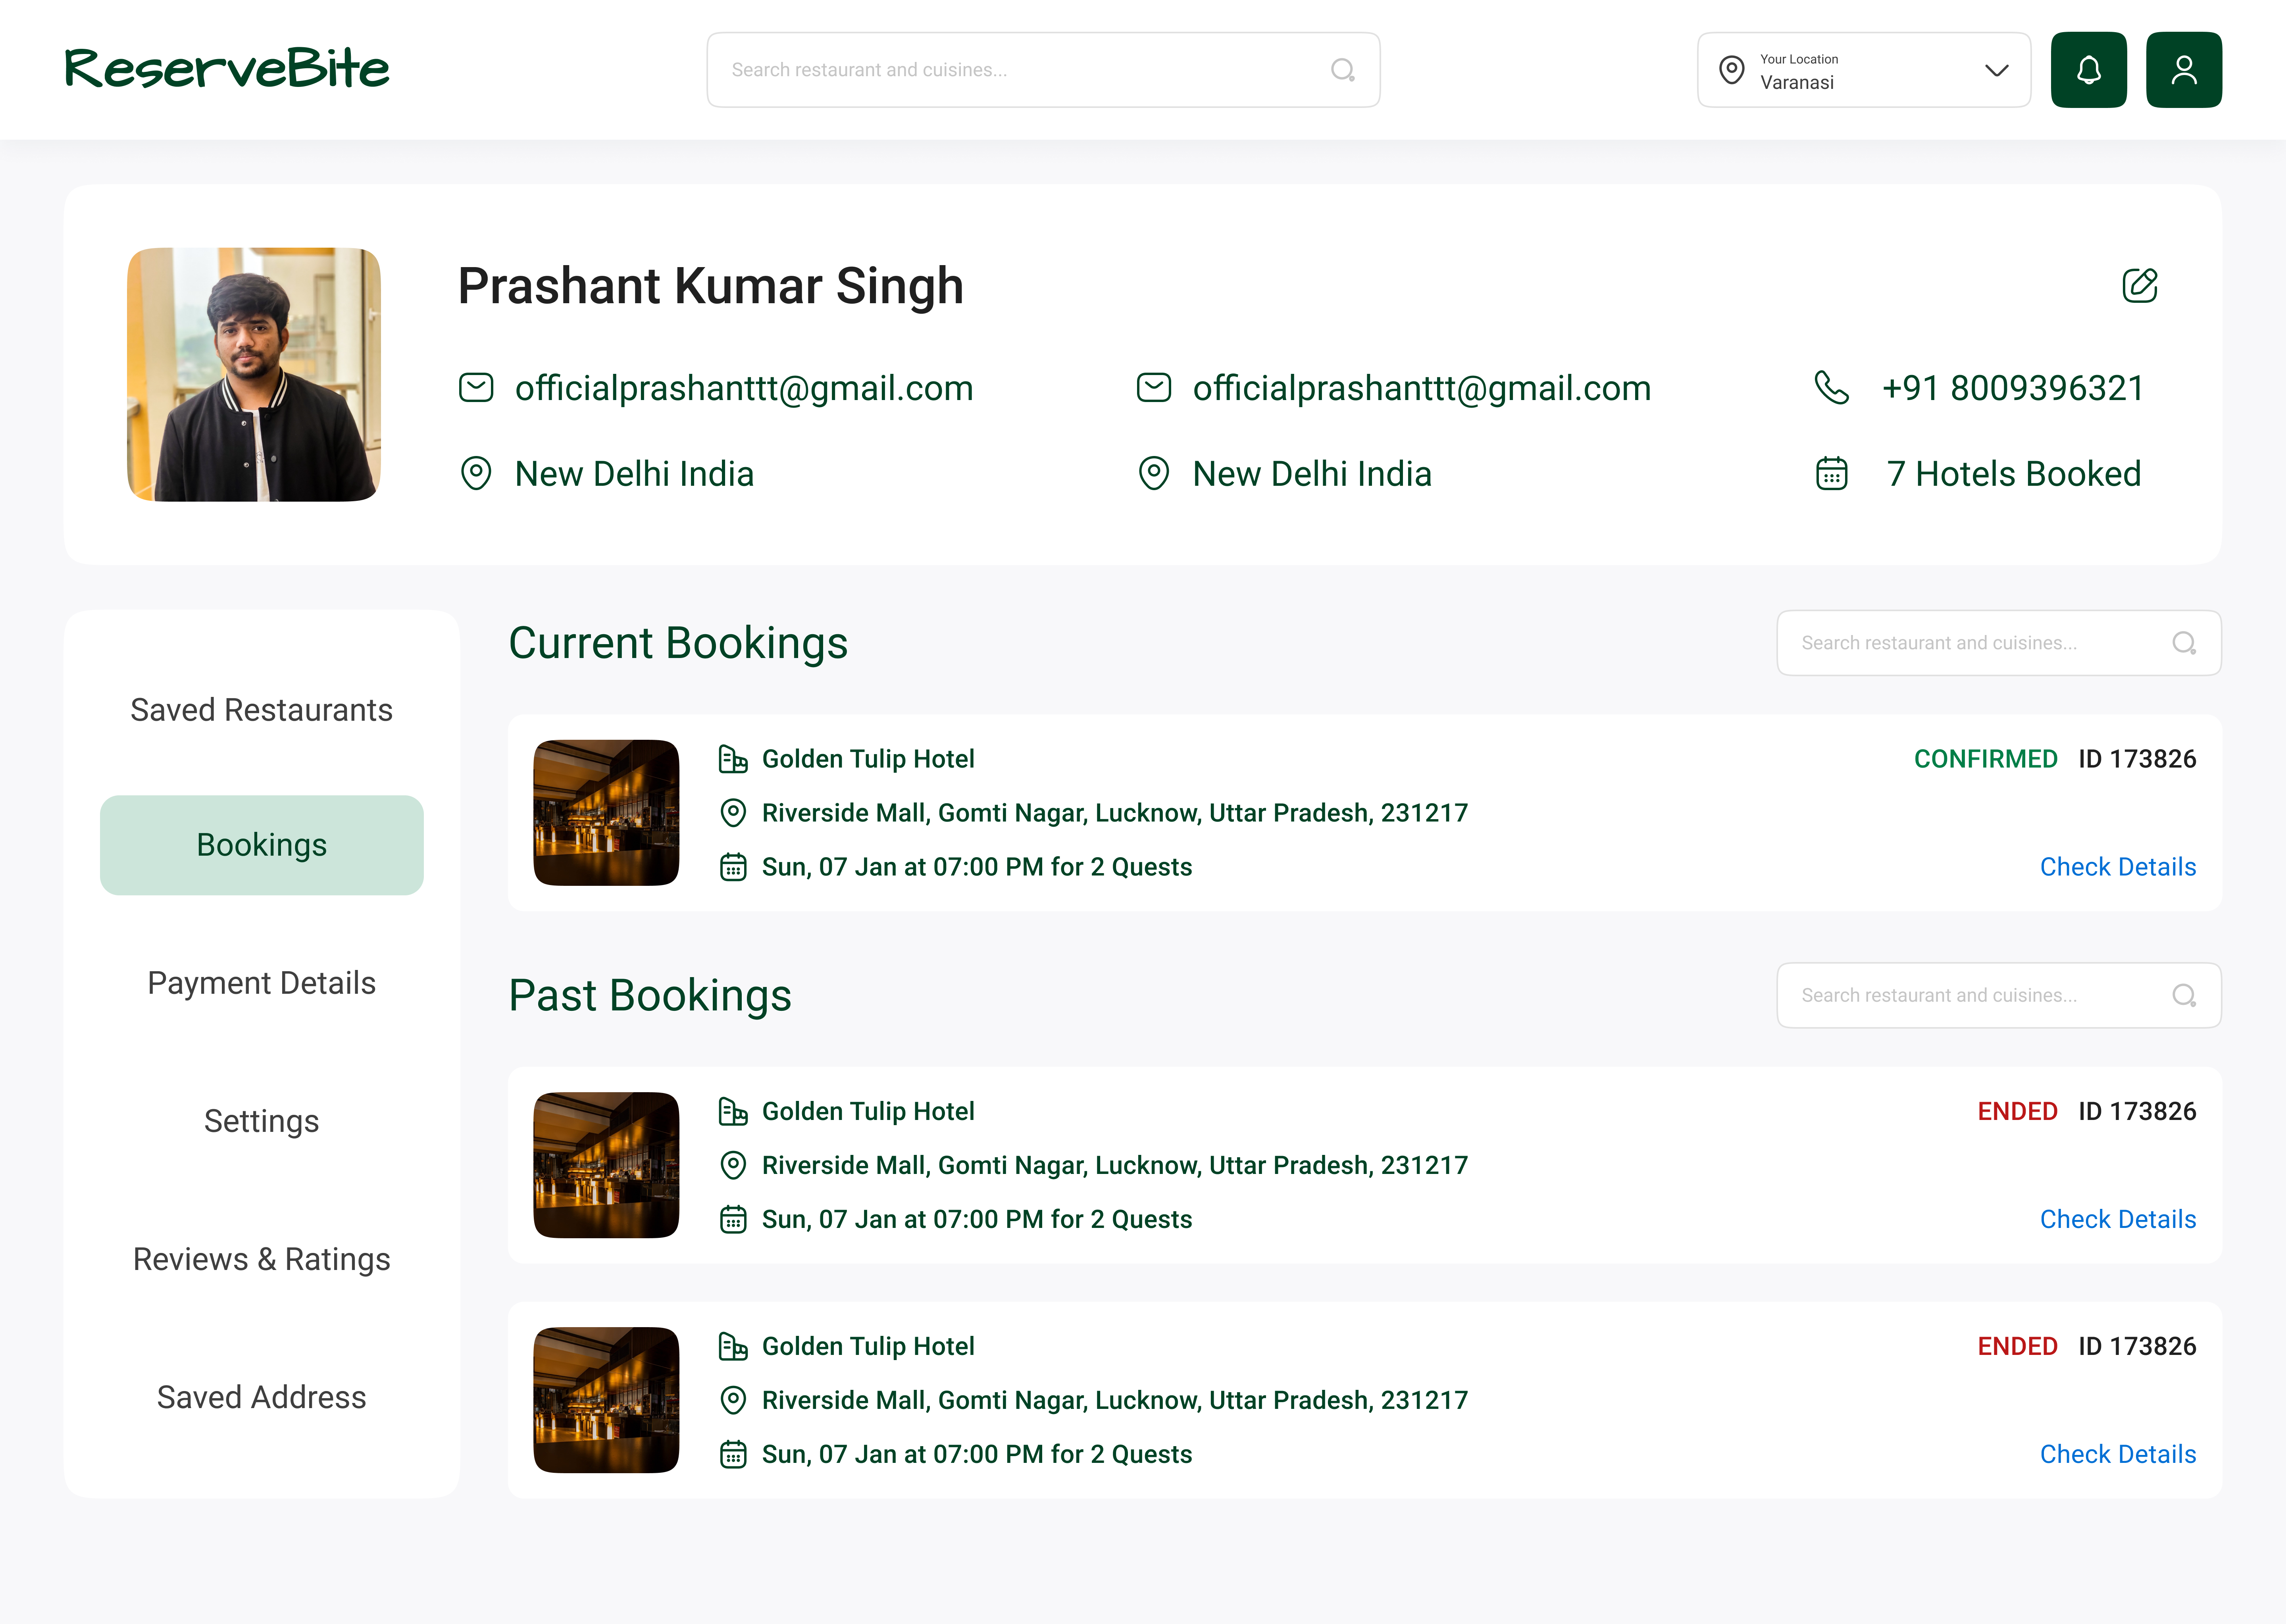 ReserveBite
Search restaurant and cuisines...
Your Location
Varanasi
Prashant Kumar Singh
officialprashanttt@gmail.com
officialprashanttt@gmail.com
+91 8009396321
New Delhi India
New Delhi India
7 Hotels Booked
Saved Restaurants
Bookings
Payment Details
Settings
Reviews & Ratings
Saved Address
Current Bookings
Search restaurant and cuisines...
Golden Tulip Hotel
CONFIRMED ID 173826
Riverside Mall, Gomti Nagar, Lucknow, Uttar Pradesh, 231217
Sun, 07 Jan at 07:00 PM for 2 Quests
Check Details
Past Bookings
Search restaurant and cuisines...
Golden Tulip Hotel
ENDED ID 173826
Riverside Mall, Gomti Nagar, Lucknow, Uttar Pradesh, 231217
Sun, 07 Jan at 07:00 PM for 2 Quests
Check Details
Golden Tulip Hotel
ENDED ID 173826
Riverside Mall, Gomti Nagar, Lucknow, Uttar Pradesh, 231217
Sun, 07 Jan at 07:00 PM for 2 Quests
Check Details